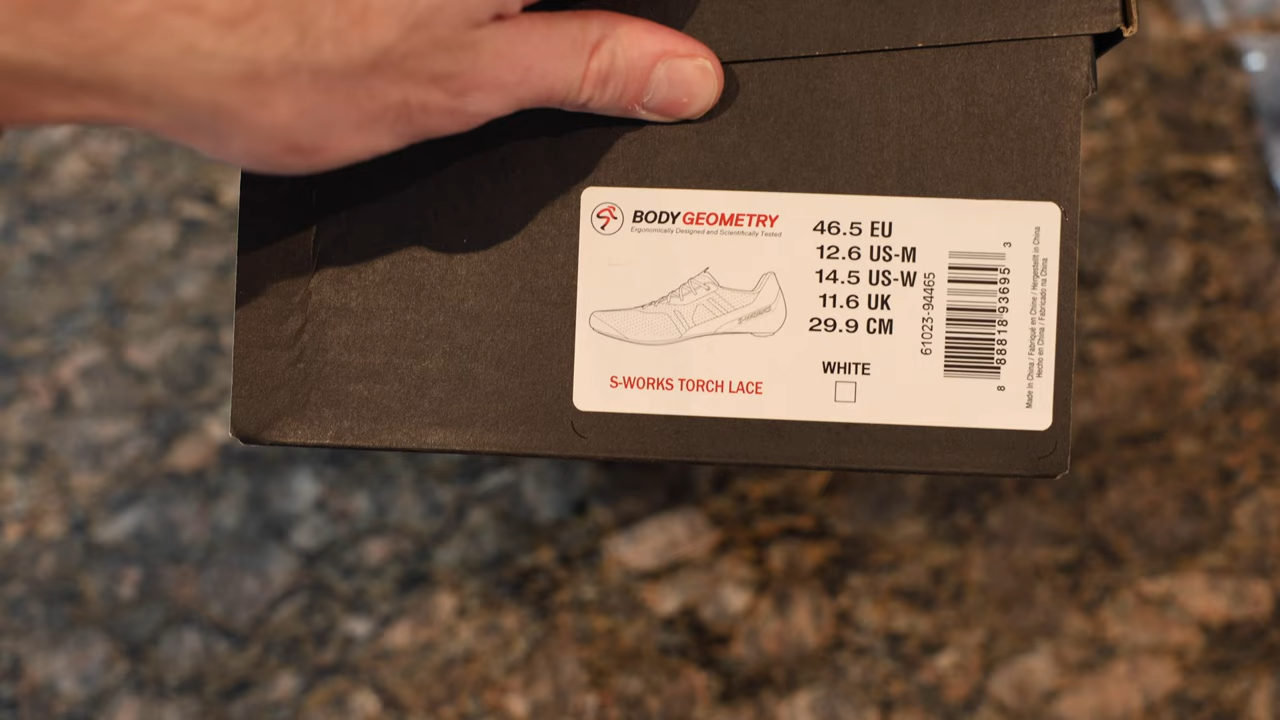 BODY GEOMETRY
Ergonomically Designed and Scientifically Tested
46.5 EU
12.6 US-M
14.5 US-W
11.6 UK
29.9 CM
WHITE
S-WORKS TORCH LACE
61023-94465
8 88818 93695 3
Made in China / Fabriqué en Chine / Hergestellt in China
Hecho en China / Fabricado na China